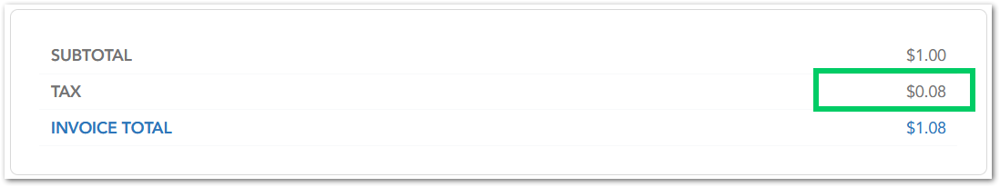 SUBTOTAL $1.00
TAX $0.08
INVOICE TOTAL $1.08